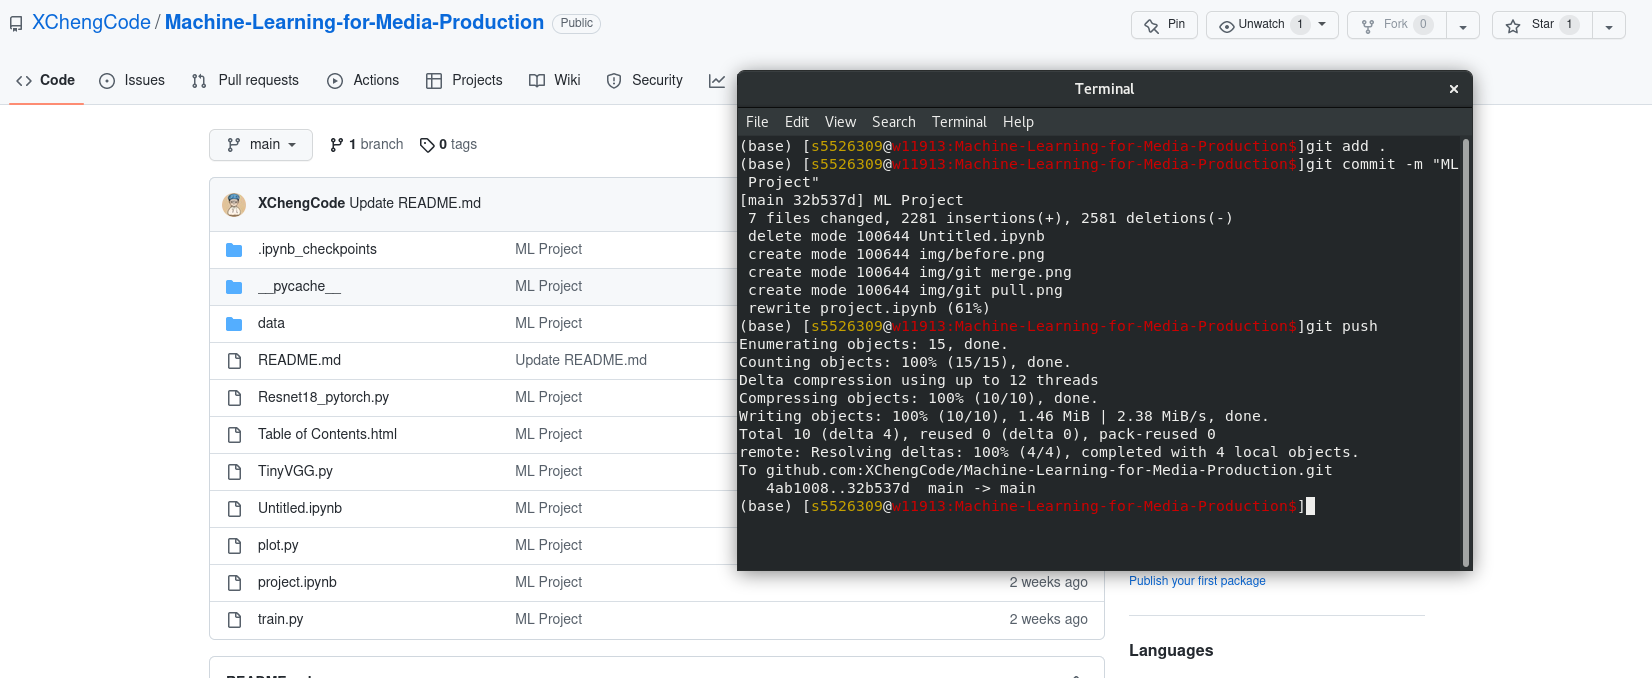 XChengCode / Machine-Learning-for-Media-Production Public
Pin
Unwatch 1
Fork 0
Star 1
Code
Issues
Pull requests
Actions
Projects
Wiki
Security
main
1 branch
0 tags
XChengCode Update README.md
.ipynb_checkpoints ML Project
__pycache__ ML Project
data ML Project
README.md Update README.md
Resnet18_pytorch.py ML Project
Table of Contents.html ML Project
TinyVGG.py ML Project
Untitled.ipynb ML Project
plot.py ML Project
project.ipynb ML Project 2 weeks ago
train.py ML Project 2 weeks ago
Terminal ×
File Edit View Search Terminal Help
(base) [s5526309@w11913:Machine-Learning-for-Media-Production$]git add .
(base) [s5526309@w11913:Machine-Learning-for-Media-Production$]git commit -m "ML
Project"
[main 32b537d] ML Project
7 files changed, 2281 insertions(+), 2581 deletions(-)
delete mode 100644 Untitled.ipynb
create mode 100644 img/before.png
create mode 100644 img/git merge.png
create mode 100644 img/git pull.png
rewrite project.ipynb (61%)
(base) [s5526309@w11913:Machine-Learning-for-Media-Production$]git push
Enumerating objects: 15, done.
Counting objects: 100% (15/15), done.
Delta compression using up to 12 threads
Compressing objects: 100% (10/10), done.
Writing objects: 100% (10/10), 1.46 MiB | 2.38 MiB/s, done.
Total 10 (delta 4), reused 0 (delta 0), pack-reused 0
remote: Resolving deltas: 100% (4/4), completed with 4 local objects.
To github.com:XChengCode/Machine-Learning-for-Media-Production.git
4ab1008..32b537d  main -> main
(base) [s5526309@w11913:Machine-Learning-for-Media-Production$]
Publish your first package
Languages